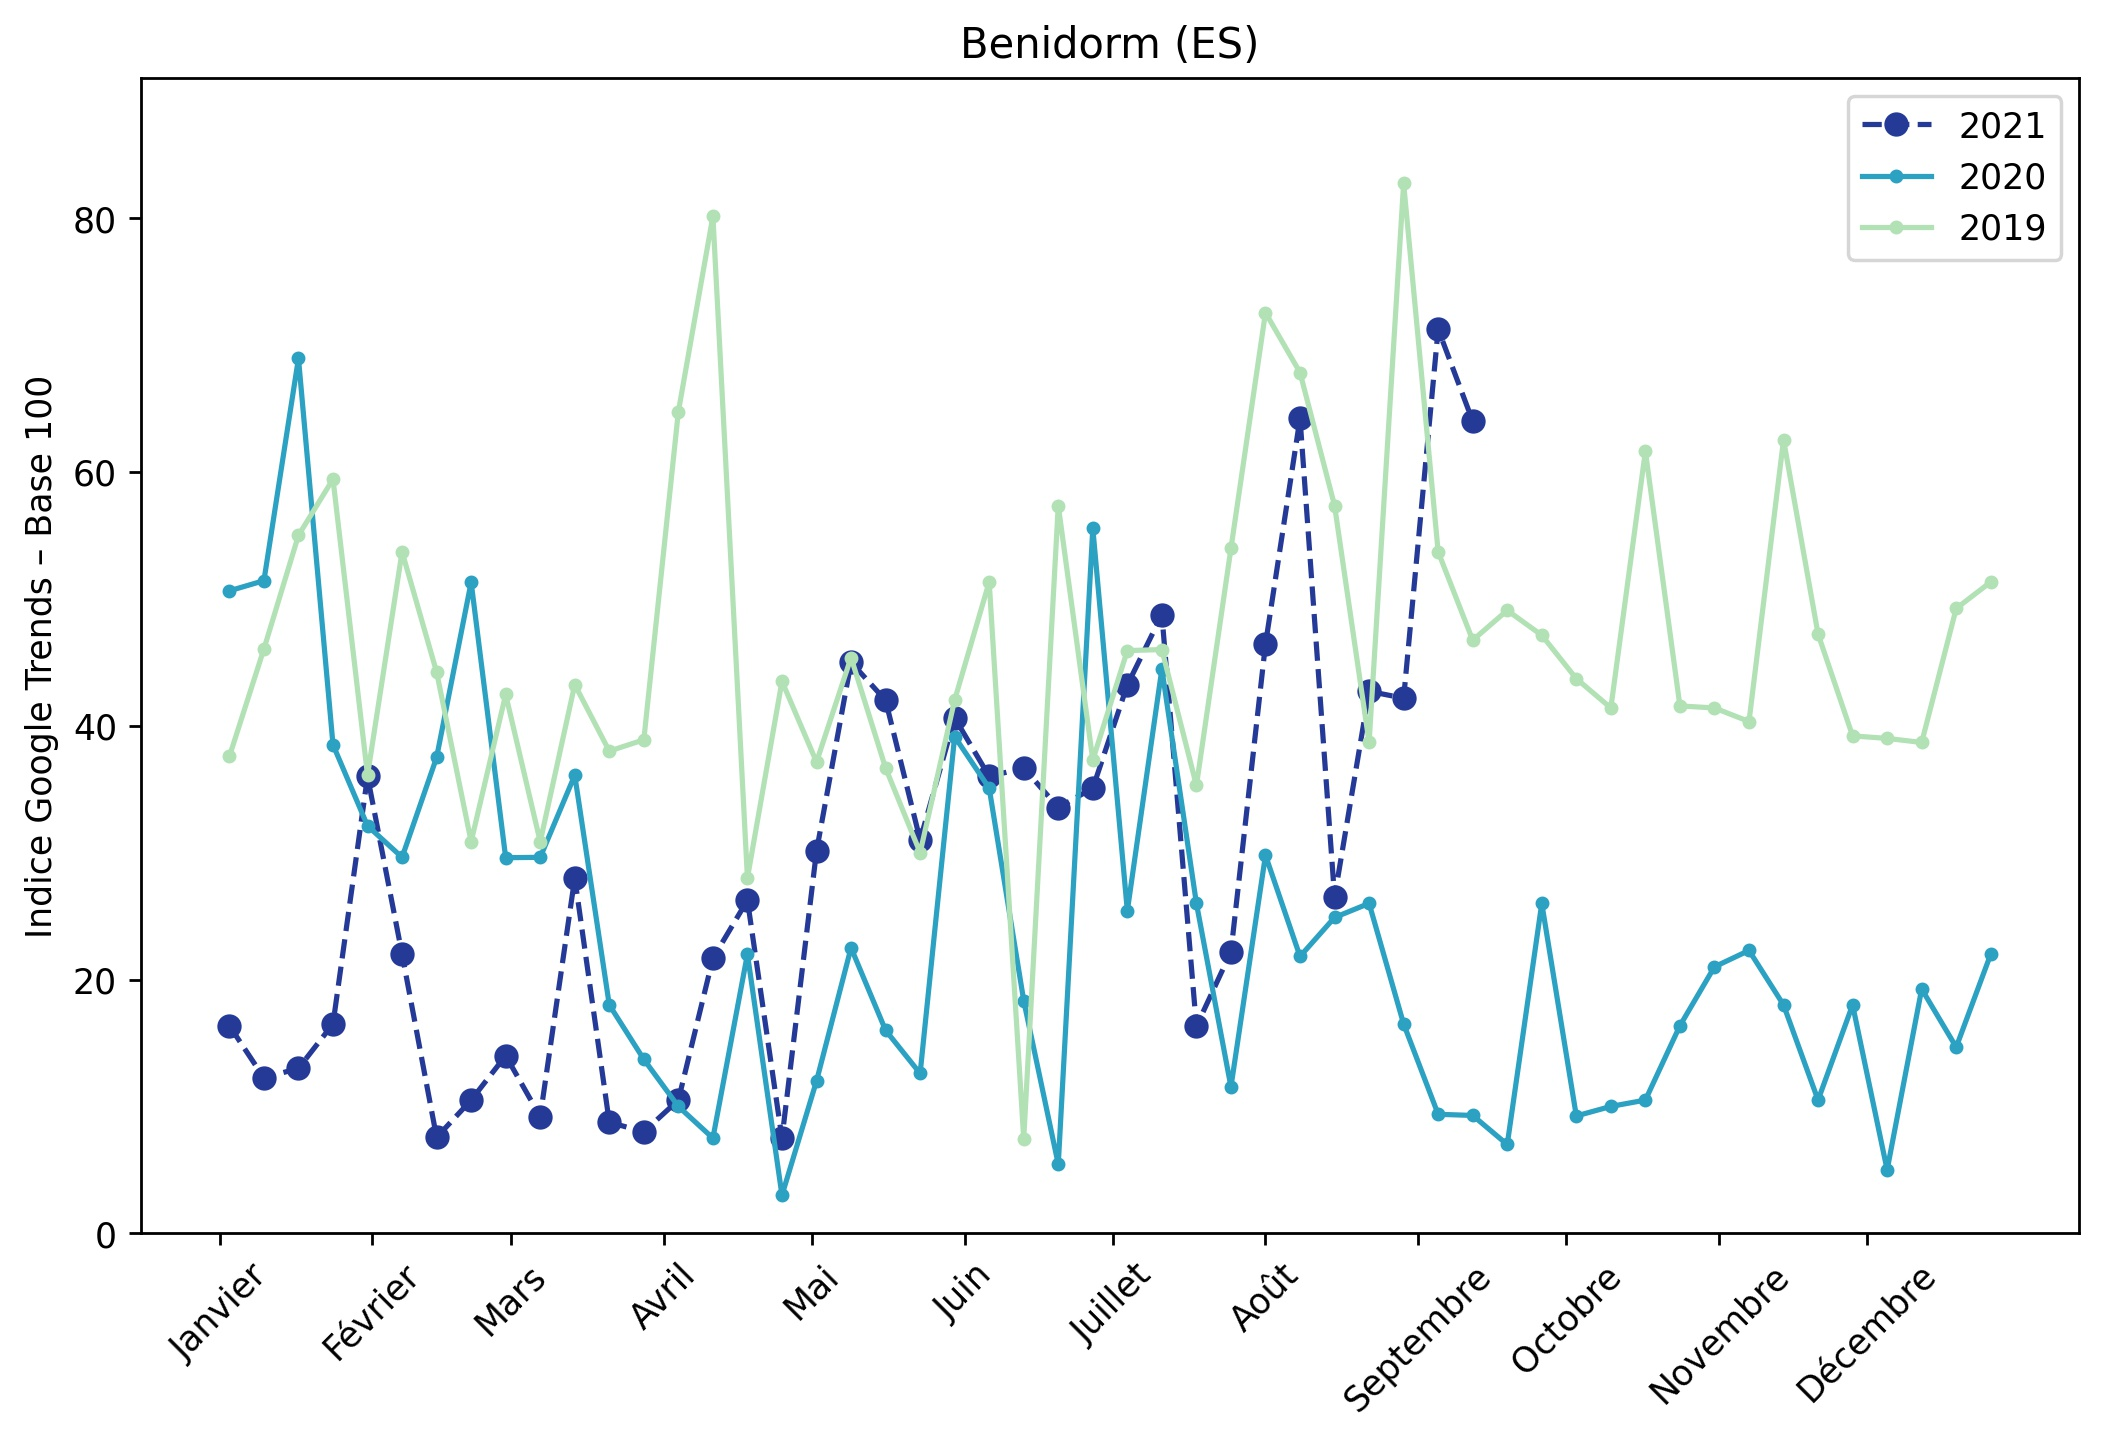 Benidorm (ES)
2021
2020
2019
Indice Google Trends – Base 100
80
60
40
20
0
Janvier
Février
Mars
Avril
Mai
Juin
Juillet
Août
Septembre
Octobre
Novembre
Décembre